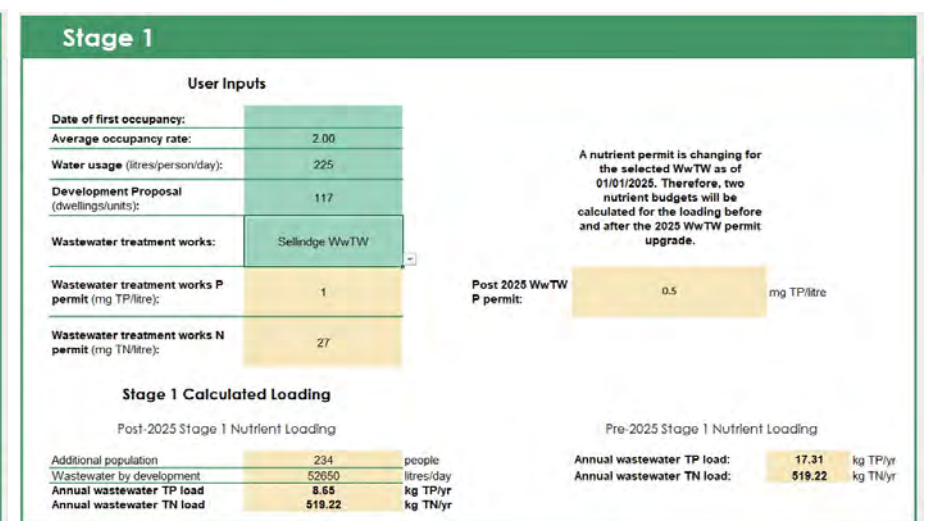 Stage 1
User Inputs
Date of first occupancy:
Average occupancy rate: 2.00
Water usage (litres/person/day): 225
Development Proposal
(dwellings/units): 117
Wastewater treatment works: Sellindge WwTW
Wastewater treatment works P
permit (mg TP/litre): 1
Wastewater treatment works N
permit (mg TN/litre): 27
A nutrient permit is changing for
the selected WwTW as of
01/01/2025. Therefore, two
nutrient budgets will be
calculated for the loading before
and after the 2025 WwTW permit
upgrade.
Post 2025 WwTW
P permit: 0.5 mg TP/litre
Stage 1 Calculated Loading
Post-2025 Stage 1 Nutrient Loading
Additional population 234 people
Wastewater by development 52650 litres/day
Annual wastewater TP load 8.65 kg TP/yr
Annual wastewater TN load 519.22 kg TN/yr
Pre-2025 Stage 1 Nutrient Loading
Annual wastewater TP load: 17.31 kg TP/yr
Annual wastewater TN load: 519.22 kg TN/yr